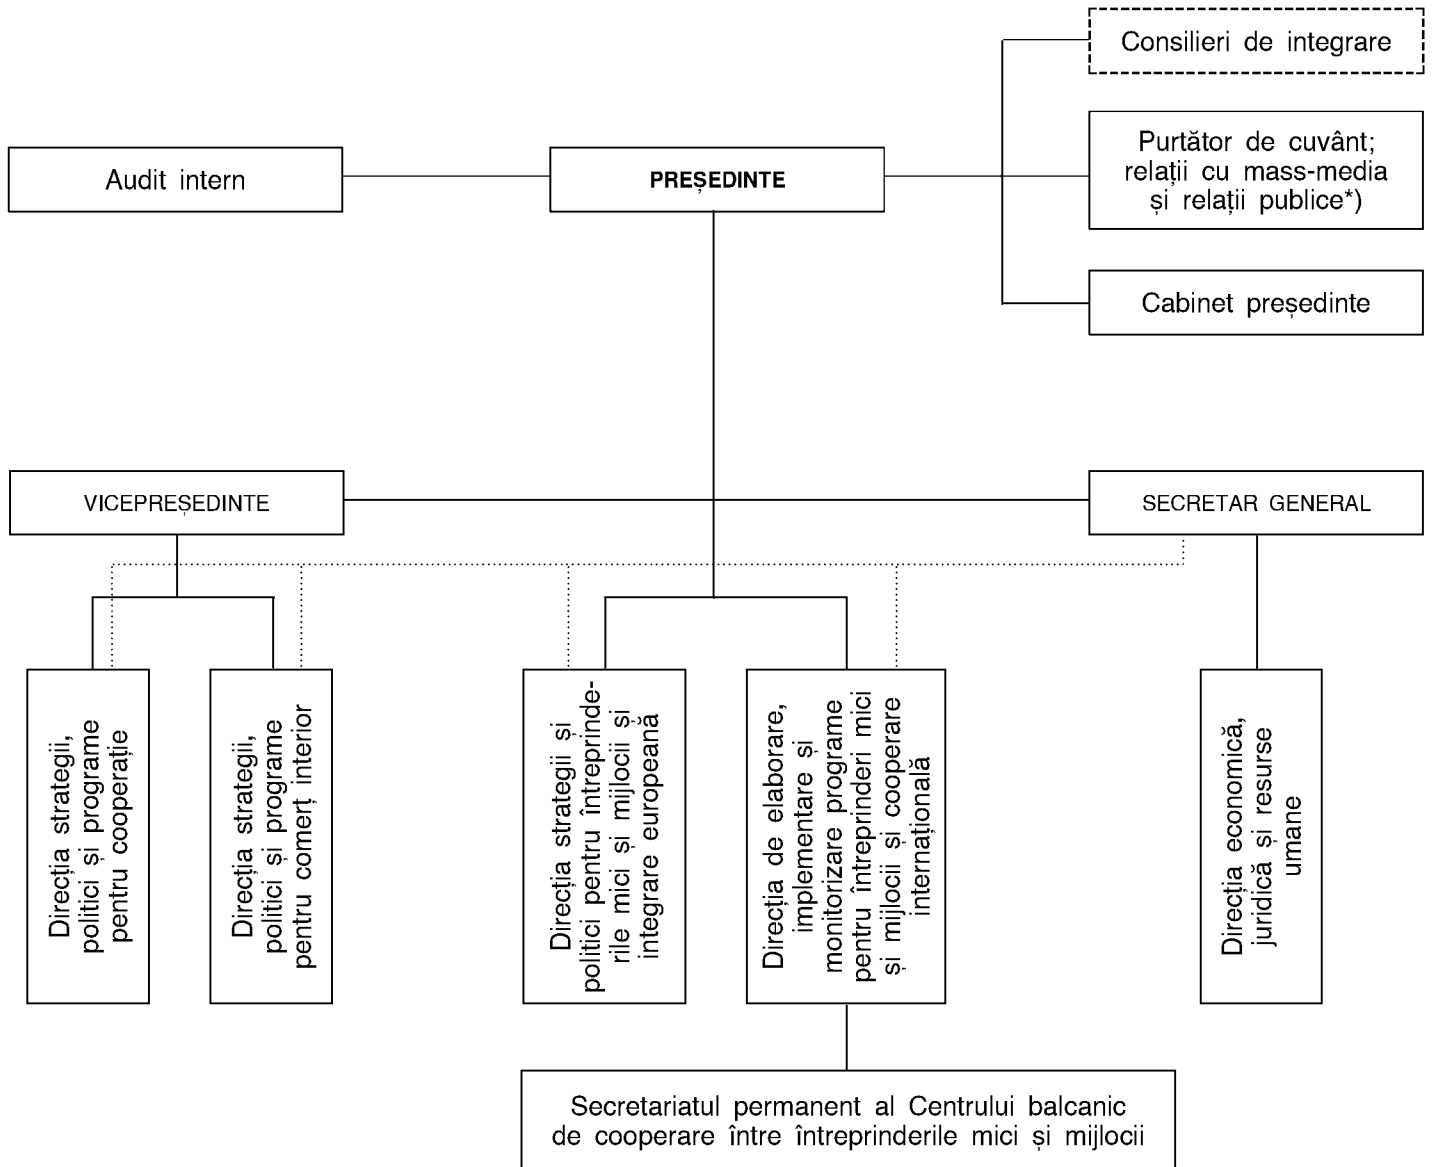 Consilieri de integrare
Audit intern
PREȘEDINTE
Purtător de cuvânt;
relații cu mass-media
și relații publice*)
Cabinet președinte
VICEPREȘEDINTE
SECRETAR GENERAL
Direcția strategii,
politici și programe
pentru cooperație
Direcția strategii,
politici și programe
pentru comerț interior
Direcția strategii și
politici pentru întreprinde-
rile mici și mijlocii și
integrare europeană
Direcția de elaborare,
implementare și
monitorizare programe
pentru întreprinderi mici
și mijlocii și cooperare
internațională
Direcția economică,
juridică și resurse
umane
Secretariatul permanent al Centrului balcanic
de cooperare între întreprinderile mici și mijlocii